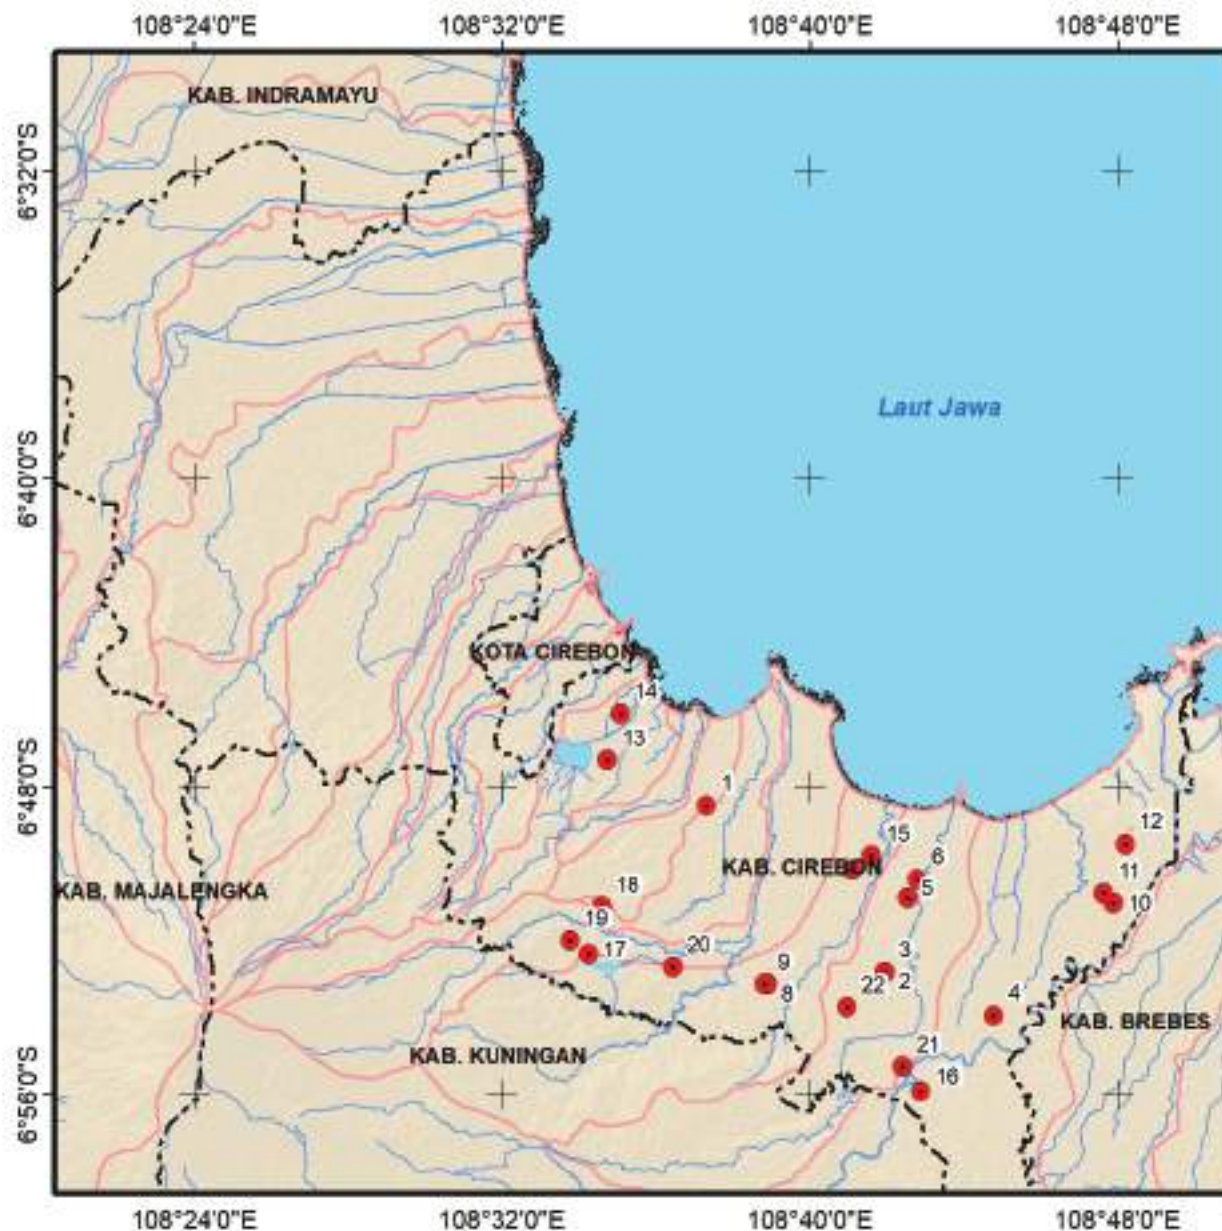 108°24'0"E
108°32'0"E
108°40'0"E
108°48'0"E
KAB. INDRAMAYU
6°32'0"S
Laut Jawa
6°40'0"S
KOTA CIREBON
14
13
6°48'0"S
1
12
15
6
KAB. CIREBON
11
KAB. MAJALENGKA
18
5
10
19
17
20
3
9
2
22
8
4
KAB. BREBES
KAB. KUNINGAN
21
16
6°56'0"S
108°24'0"E
108°32'0"E
108°40'0"E
108°48'0"E